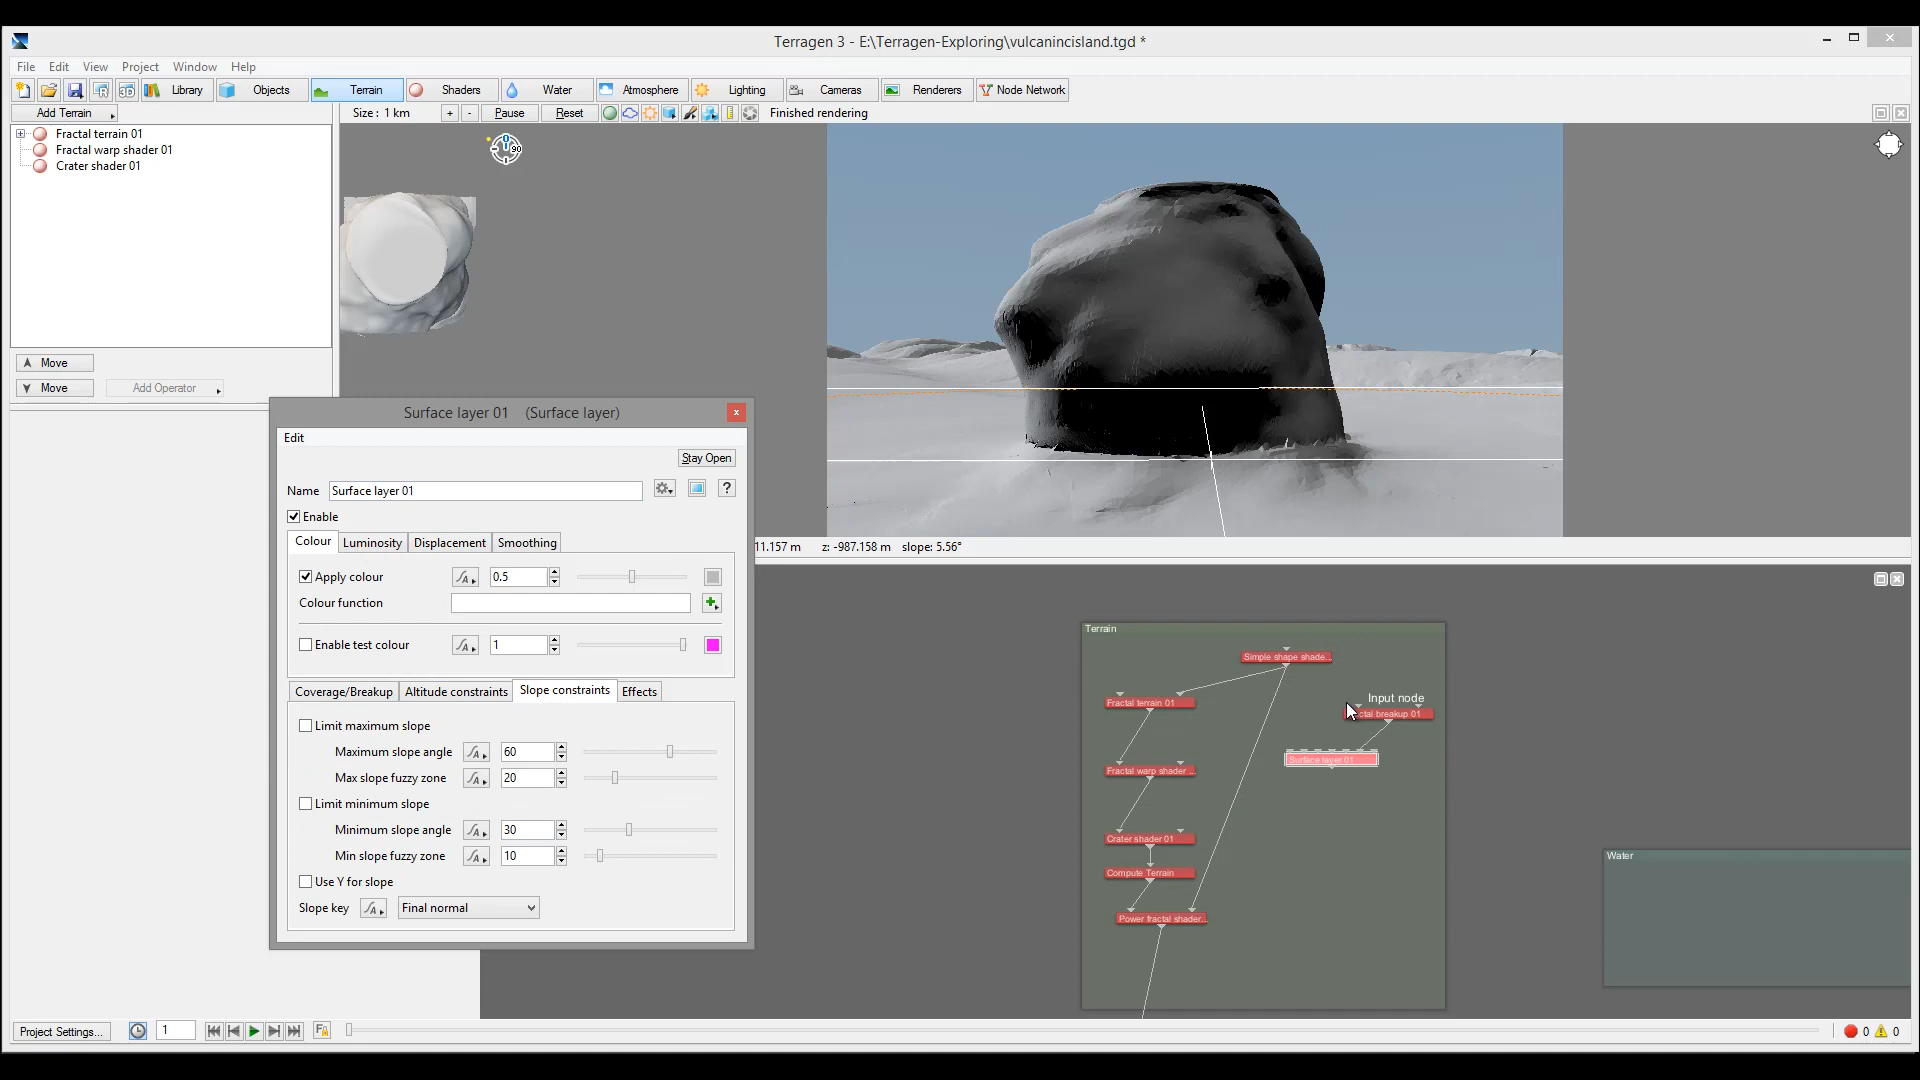 Terragen 3 - E:\Terragen-Exploring\vulcanincisland.tgd *
File Edit View Project Window Help
Library Objects Terrain Shaders Water Atmosphere Lighting Cameras Renderers Node Network
Add Terrain
Size : 1 km + - Pause Reset Finished rendering
Fractal terrain 01
Fractal warp shader 01
Crater shader 01
90
Move
Move Add Operator
Surface layer 01 (Surface layer)
Edit
Stay Open
Name Surface layer 01 ?
Enable
Colour Luminosity Displacement Smoothing
11.157 m z: -987.158 m slope: 5.56°
Apply colour 0.5
Colour function
Enable test colour 1
Coverage/Breakup Altitude constraints Slope constraints Effects
Limit maximum slope
Maximum slope angle 60
Max slope fuzzy zone 20
Limit minimum slope
Minimum slope angle 30
Min slope fuzzy zone 10
Use Y for slope
Slope key Final normal
Terrain
Simple shape shade...
Input node
Fractal terrain 01
ctal breakup 01
Surface layer 01
Fractal warp shader ...
Crater shader 01
Compute Terrain
Power fractal shader...
Water
Project Settings... 1 0 0